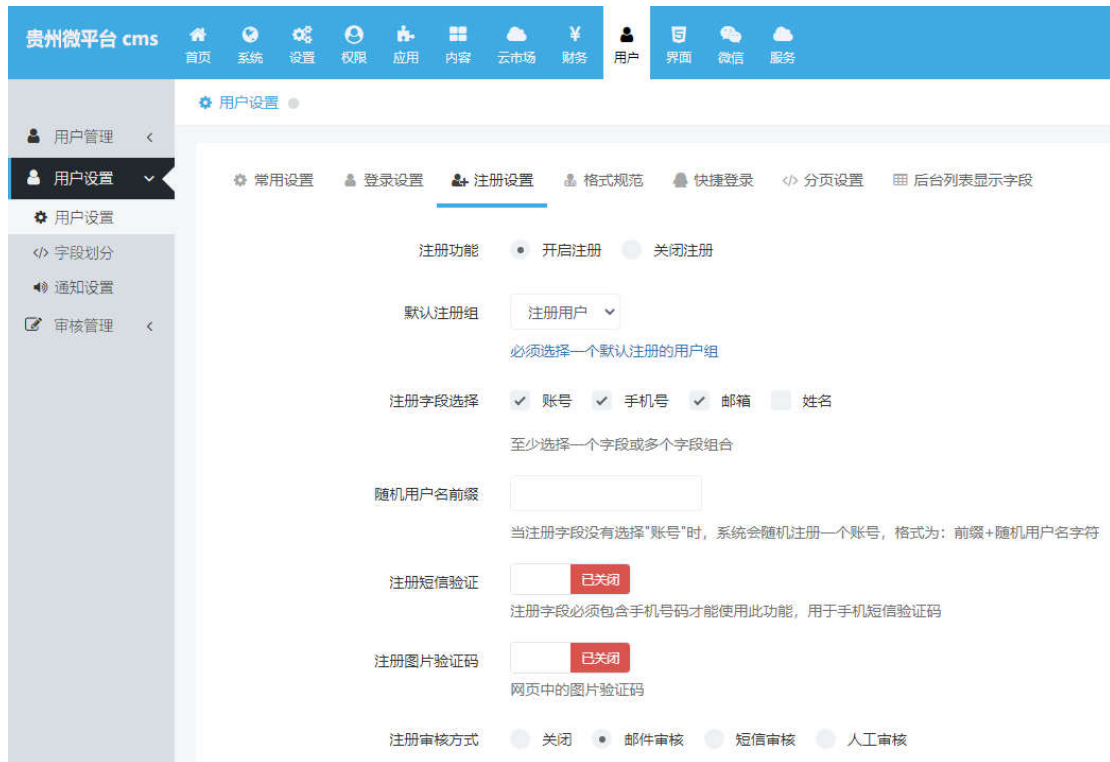 贵州微平台 cms
首页 系统 设置 权限 应用 内容 云市场 财务 用户 界面 微信 服务
用户设置
用户管理
用户设置
用户设置
字段划分
通知设置
审核管理
常用设置 登录设置 注册设置 格式规范 快捷登录 分页设置 后台列表显示字段
注册功能 开启注册 关闭注册
默认注册组 注册用户
必须选择一个默认注册的用户组
注册字段选择 账号 手机号 邮箱 姓名
至少选择一个字段或多个字段组合
随机用户名前缀
当注册字段没有选择"账号"时，系统会随机注册一个账号，格式为：前缀+随机用户名字符
注册短信验证 已关闭
注册字段必须包含手机号码才能使用此功能，用于手机短信验证码
注册图片验证码 已关闭
网页中的图片验证码
注册审核方式 关闭 邮件审核 短信审核 人工审核